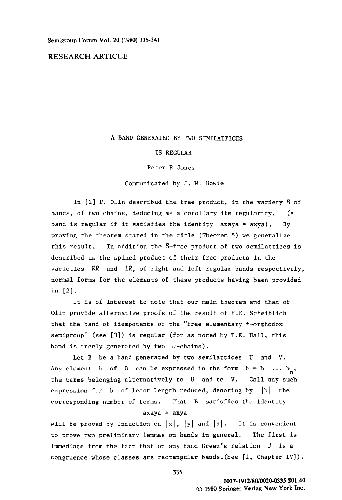 Semigroup Forum Vol. 20 (1980) 335-341
RESEARCH ARTICLE
A BAND GENERATED BY TWO SEMILATTICES
IS REGULAR
Peter R Jones
Communicated by J. M. Howie
In [1] P. Olin described the free product, in the variety B of
bands, of two chains, deducing as a corollary its regularity. (A
band is regular if it satisfies the identity axaya = axya). By
proving the theorem stated in the title (Theorem 5) we generalize
this result. In addition the B-free product of two semilattices is
described as the spined product of their free products in the
varieties RR and LR, of right and left regular bands respectively,
normal forms for the elements of these products having been provided
in [2].
It is of interest to note that our main theorem and that of
Olin provide alternative proofs of the result of H.E. Scheiblich
that the band of idempotents of the "free elementary *-orthodox
semigroup" (see [3]) is regular (for as noted by T.E. Hall, this
band is freely generated by two chains).
Let B be a band generated by two semilattices U and V.
Any element b of B can be expressed in the form b = b ... b
the terms belonging alternatively to U and to V. Call any such
expression for b of least length reduced, denoting by |b| the
corresponding number of terms. That B satisfies the identity
axaya = axya
will be proved by induction on |x|, |y| and |a|. It is convenient
to prove two preliminary lemmas on bands in general. The first is
immediate from the fact that on any band Green's relation J is a
congruence whose classes are rectangular bands (see [1, Chapter IV]).
335
0037-1912/80/0020-0335 $01.40
© 1980 Springer-Verlag New York Inc.